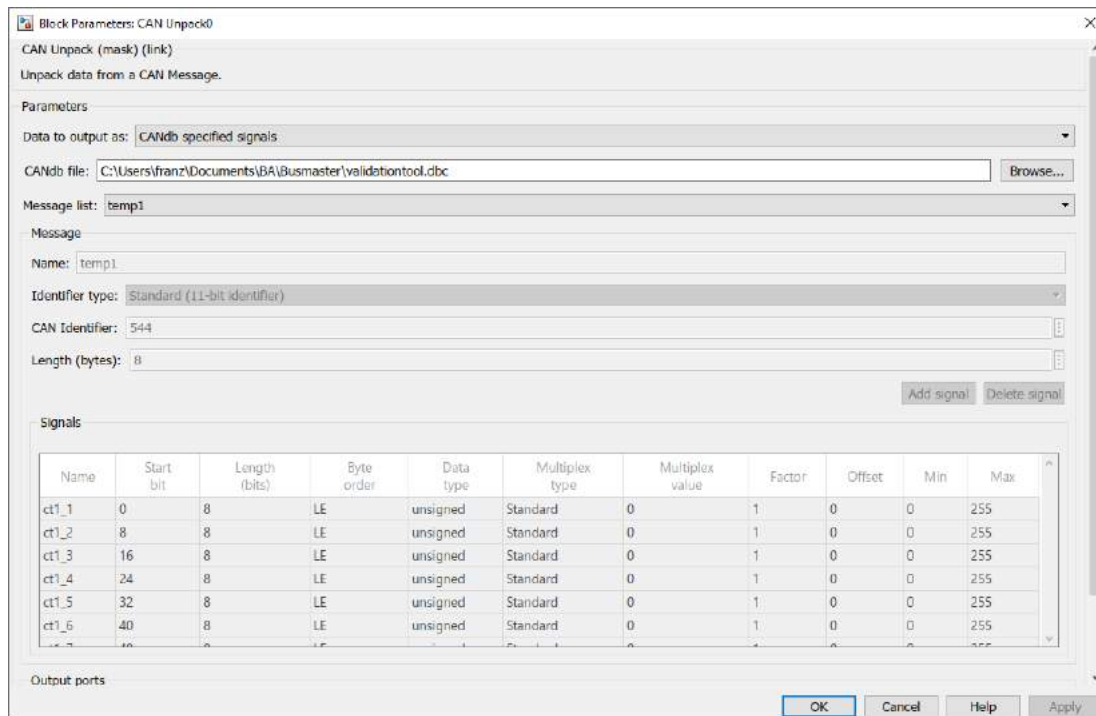 Block Parameters: CAN Unpack0
CAN Unpack (mask) (link)
Unpack data from a CAN Message.
Parameters
Data to output as: CANdb specified signals
CANdb file: C:\Users\franz\Documents\BA\Busmaster\validationtool.dbc Browse...
Message list: temp1
Message
Name: temp1
Identifier type: Standard (11-bit identifier)
CAN Identifier: 544
Length (bytes): 8
Add signal Delete signal
Signals
Name Start bit Length (bits) Byte order Data type Multiplex type Multiplex value Factor Offset Min Max
ct1_1 0 8 LE unsigned Standard 0 1 0 0 255
ct1_2 8 8 LE unsigned Standard 0 1 0 0 255
ct1_3 16 8 LE unsigned Standard 0 1 0 0 255
ct1_4 24 8 LE unsigned Standard 0 1 0 0 255
ct1_5 32 8 LE unsigned Standard 0 1 0 0 255
ct1_6 40 8 LE unsigned Standard 0 1 0 0 255
Output ports
OK Cancel Help Apply